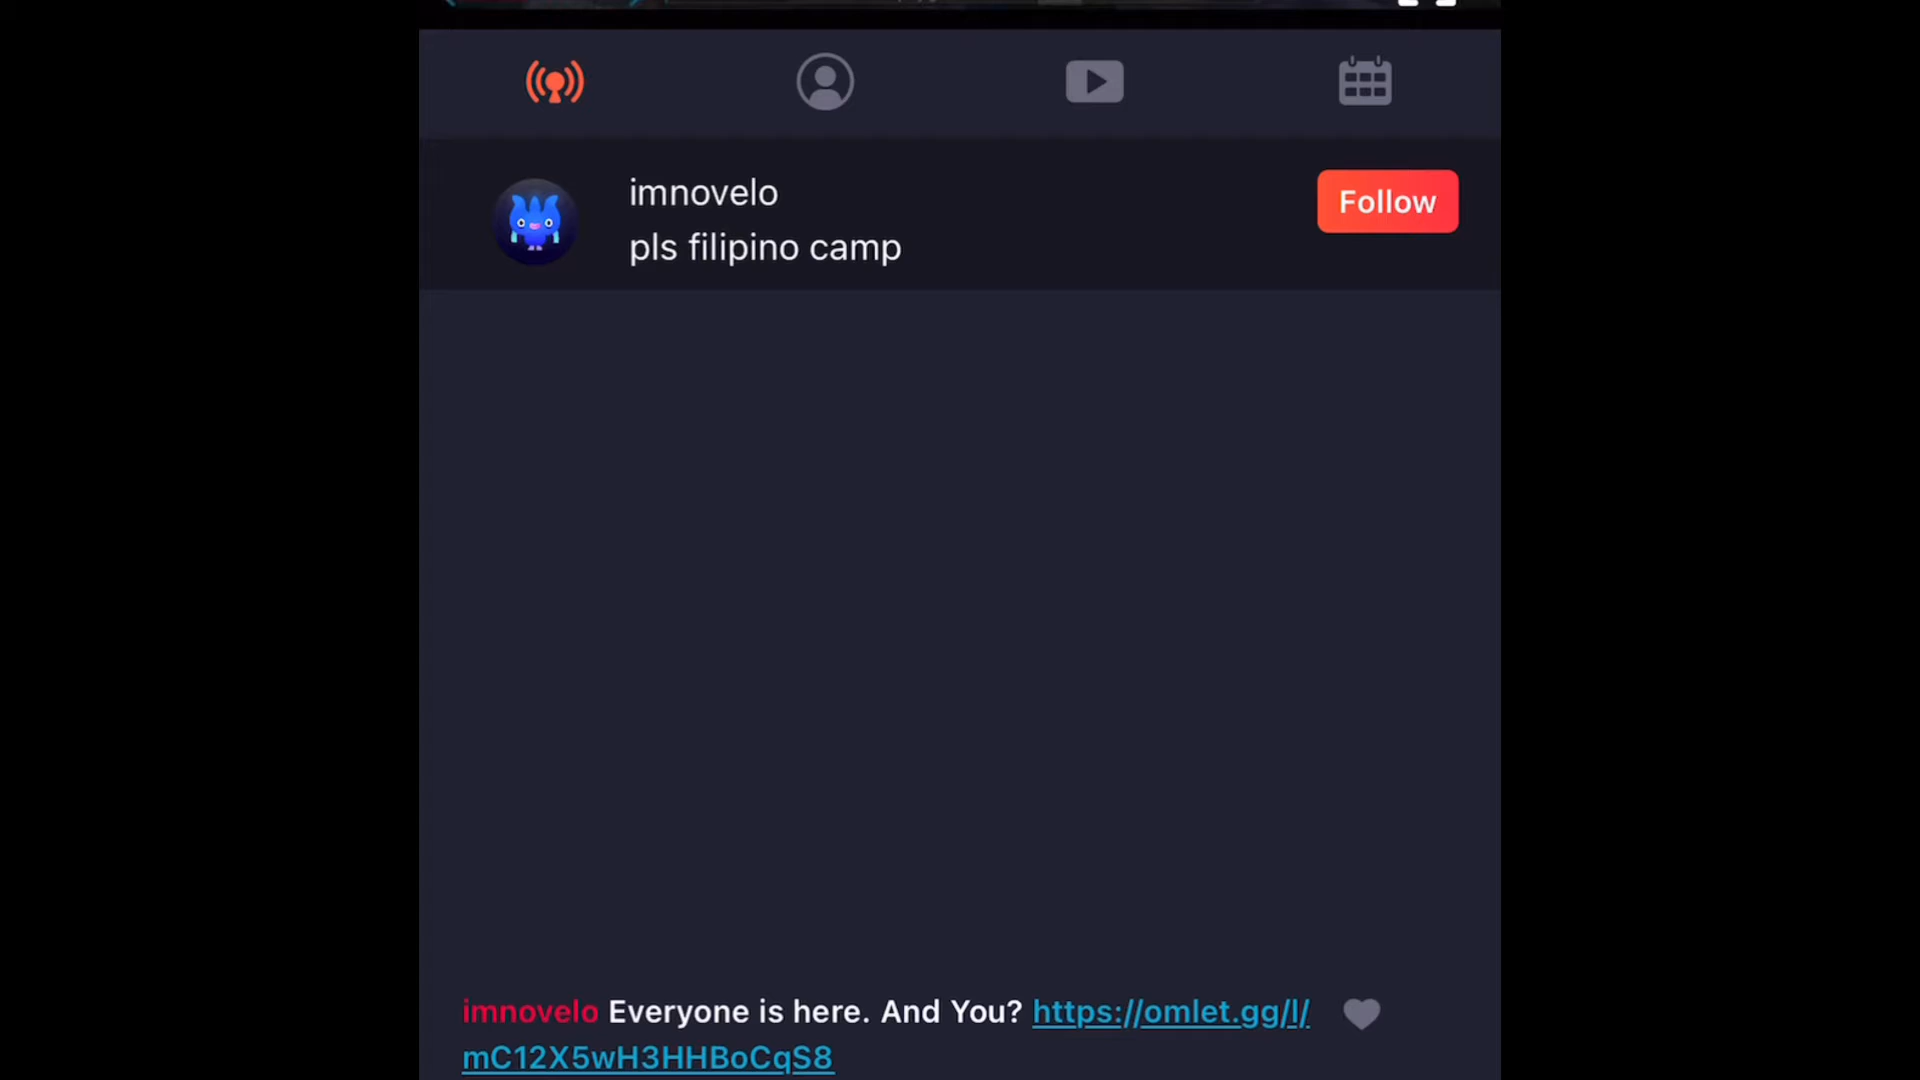 imnovelo
Follow
pls filipino camp
imnovelo Everyone is here. And You? https://omlet.gg/l/
mC12X5wH3HHBoCqS8